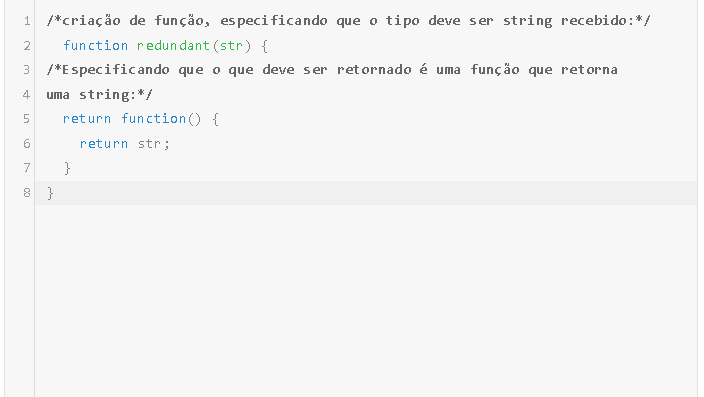 1 /*criação de função, especificando que o tipo deve ser string recebido:*/
2 function redundant(str) {
3 /*Especificando que o que deve ser retornado é uma função que retorna
4 uma string:*/
5 return function() {
6 return str;
7 }
8 }